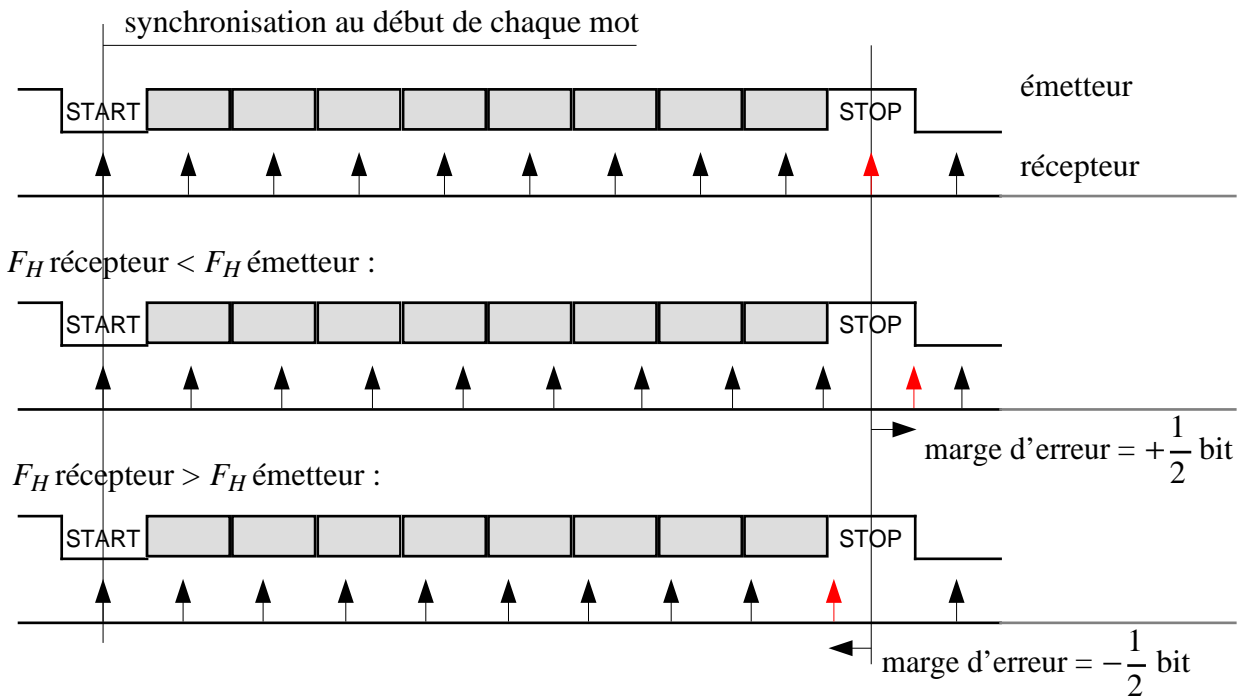 synchronisation au début de chaque mot
START STOP émetteur
récepteur
F_H récepteur < F_H émetteur :
START STOP
marge d’erreur = +1/2 bit
F_H récepteur > F_H émetteur :
START STOP
marge d’erreur = −1/2 bit